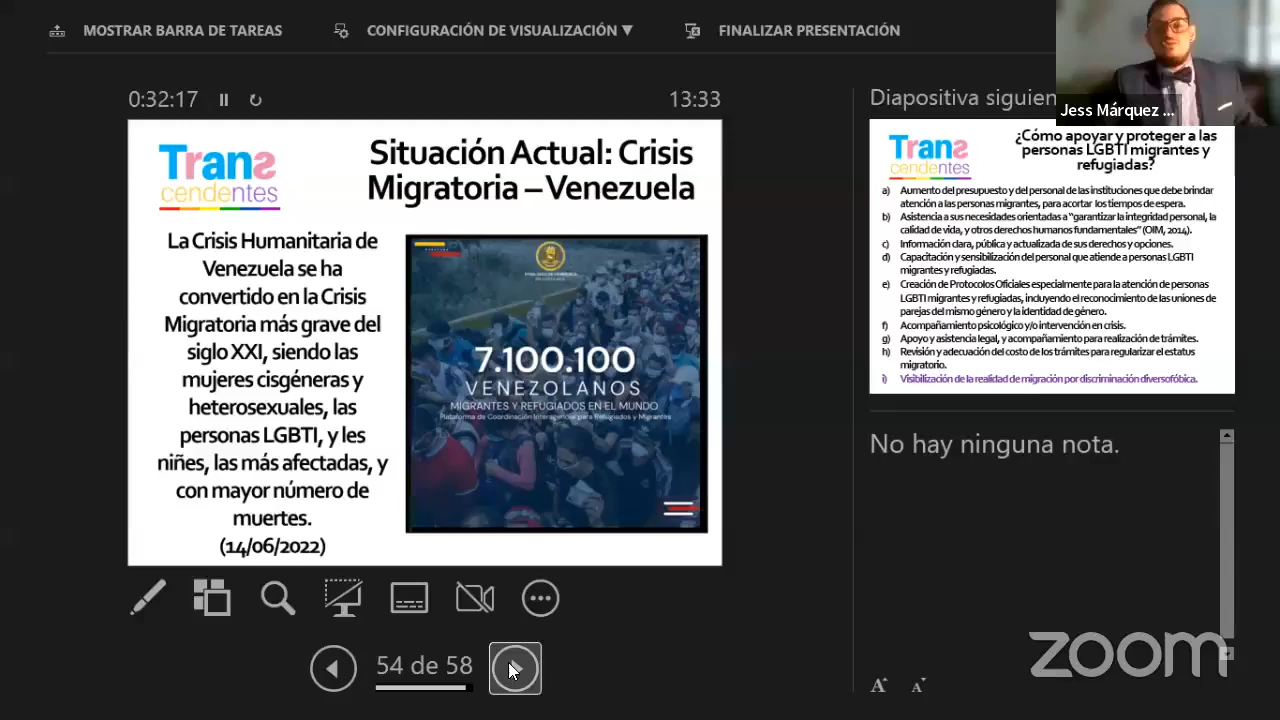 MOSTRAR BARRA DE TAREAS
CONFIGURACIÓN DE VISUALIZACIÓN ▼
FINALIZAR PRESENTACIÓN
Jess Márquez ...
0:32:17
13:33
Diapositiva siguien
Trans
cendentes
Situación Actual: Crisis
Migratoria – Venezuela
La Crisis Humanitaria de
Venezuela se ha
convertido en la Crisis
Migratoria más grave del
siglo XXI, siendo las
mujeres cisgéneras y
heterosexuales, las
personas LGBTI, y les
niñes, las más afectadas, y
con mayor número de
muertes.
(14/06/2022)
7.100.100
VENEZOLANOS
MIGRANTES Y REFUGIADOS EN EL MUNDO
Plataforma de Coordinación Interagencial para Refugiados y Migrantes
Trans
cendentes
¿Cómo apoyar y proteger a las
personas LGBTI migrantes y
refugiadas?
a) Aumento del presupuesto y del personal de las instituciones que debe brindar
atención a las personas migrantes, para acortar los tiempos de espera.
b) Asistencia a sus necesidades orientadas a “garantizar la integridad personal, la
calidad de vida, y otros derechos humanos fundamentales” (OIM, 2014).
c) Información clara, pública y actualizada de sus derechos y opciones.
d) Capacitación y sensibilización del personal que atiende a personas LGBTI
migrantes y refugiadas.
e) Creación de Protocolos Oficiales especialmente para la atención de personas
LGBTI migrantes y refugiadas, incluyendo el reconocimiento de las uniones de
parejas del mismo género y la identidad de género.
f) Acompañamiento psicológico y/o intervención en crisis.
g) Apoyo y asistencia legal, y acompañamiento para realización de trámites.
h) Revisión y adecuación del costo de los trámites para regularizar el estatus
migratorio.
i) Visibilización de la realidad de migración por discriminación diversofóbica.
No hay ninguna nota.
54 de 58
A A
zoom